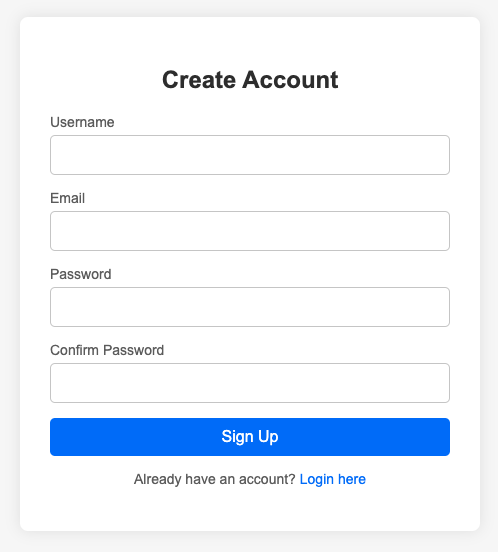 Create Account
Username
Email
Password
Confirm Password
Sign Up
Already have an account? Login here